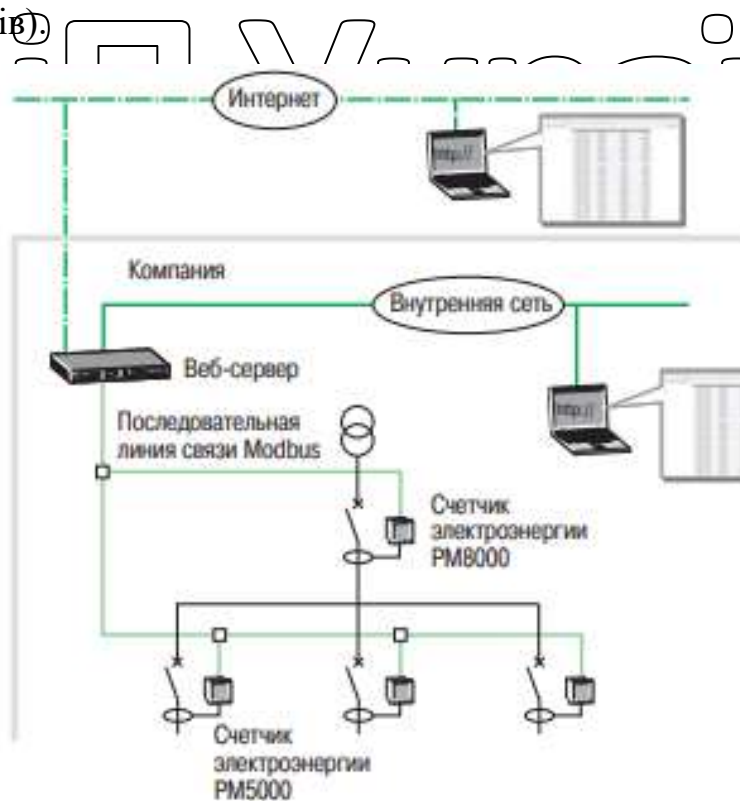 ів).
Интернет
http://
Компания
Внутренняя сеть
Веб-сервер
http://
Последовательная
линия связи Modbus
Счетчик
электроэнергии
PM8000
Счетчик
электроэнергии
PM5000